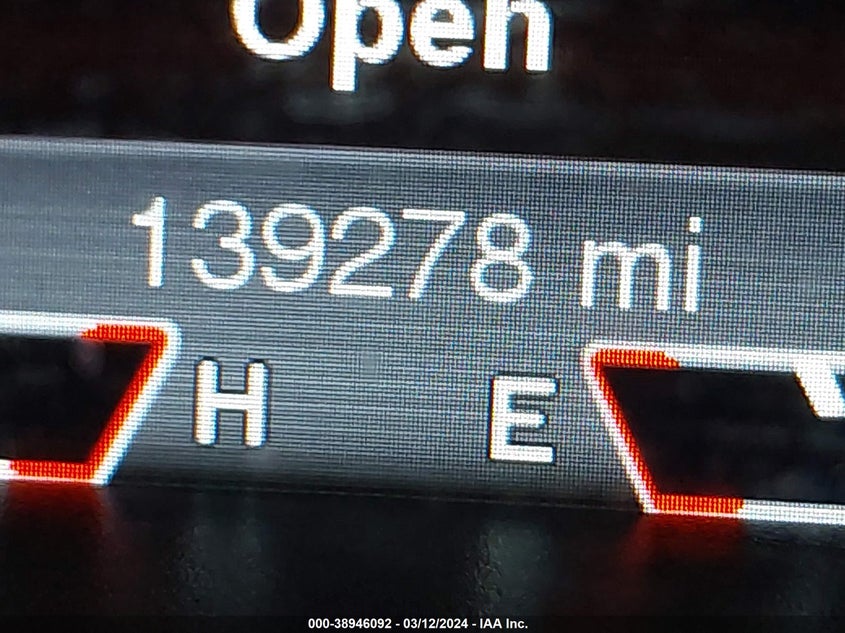 Open
139278 mi
H E
000-38946092 - 03/12/2024 - IAA Inc.